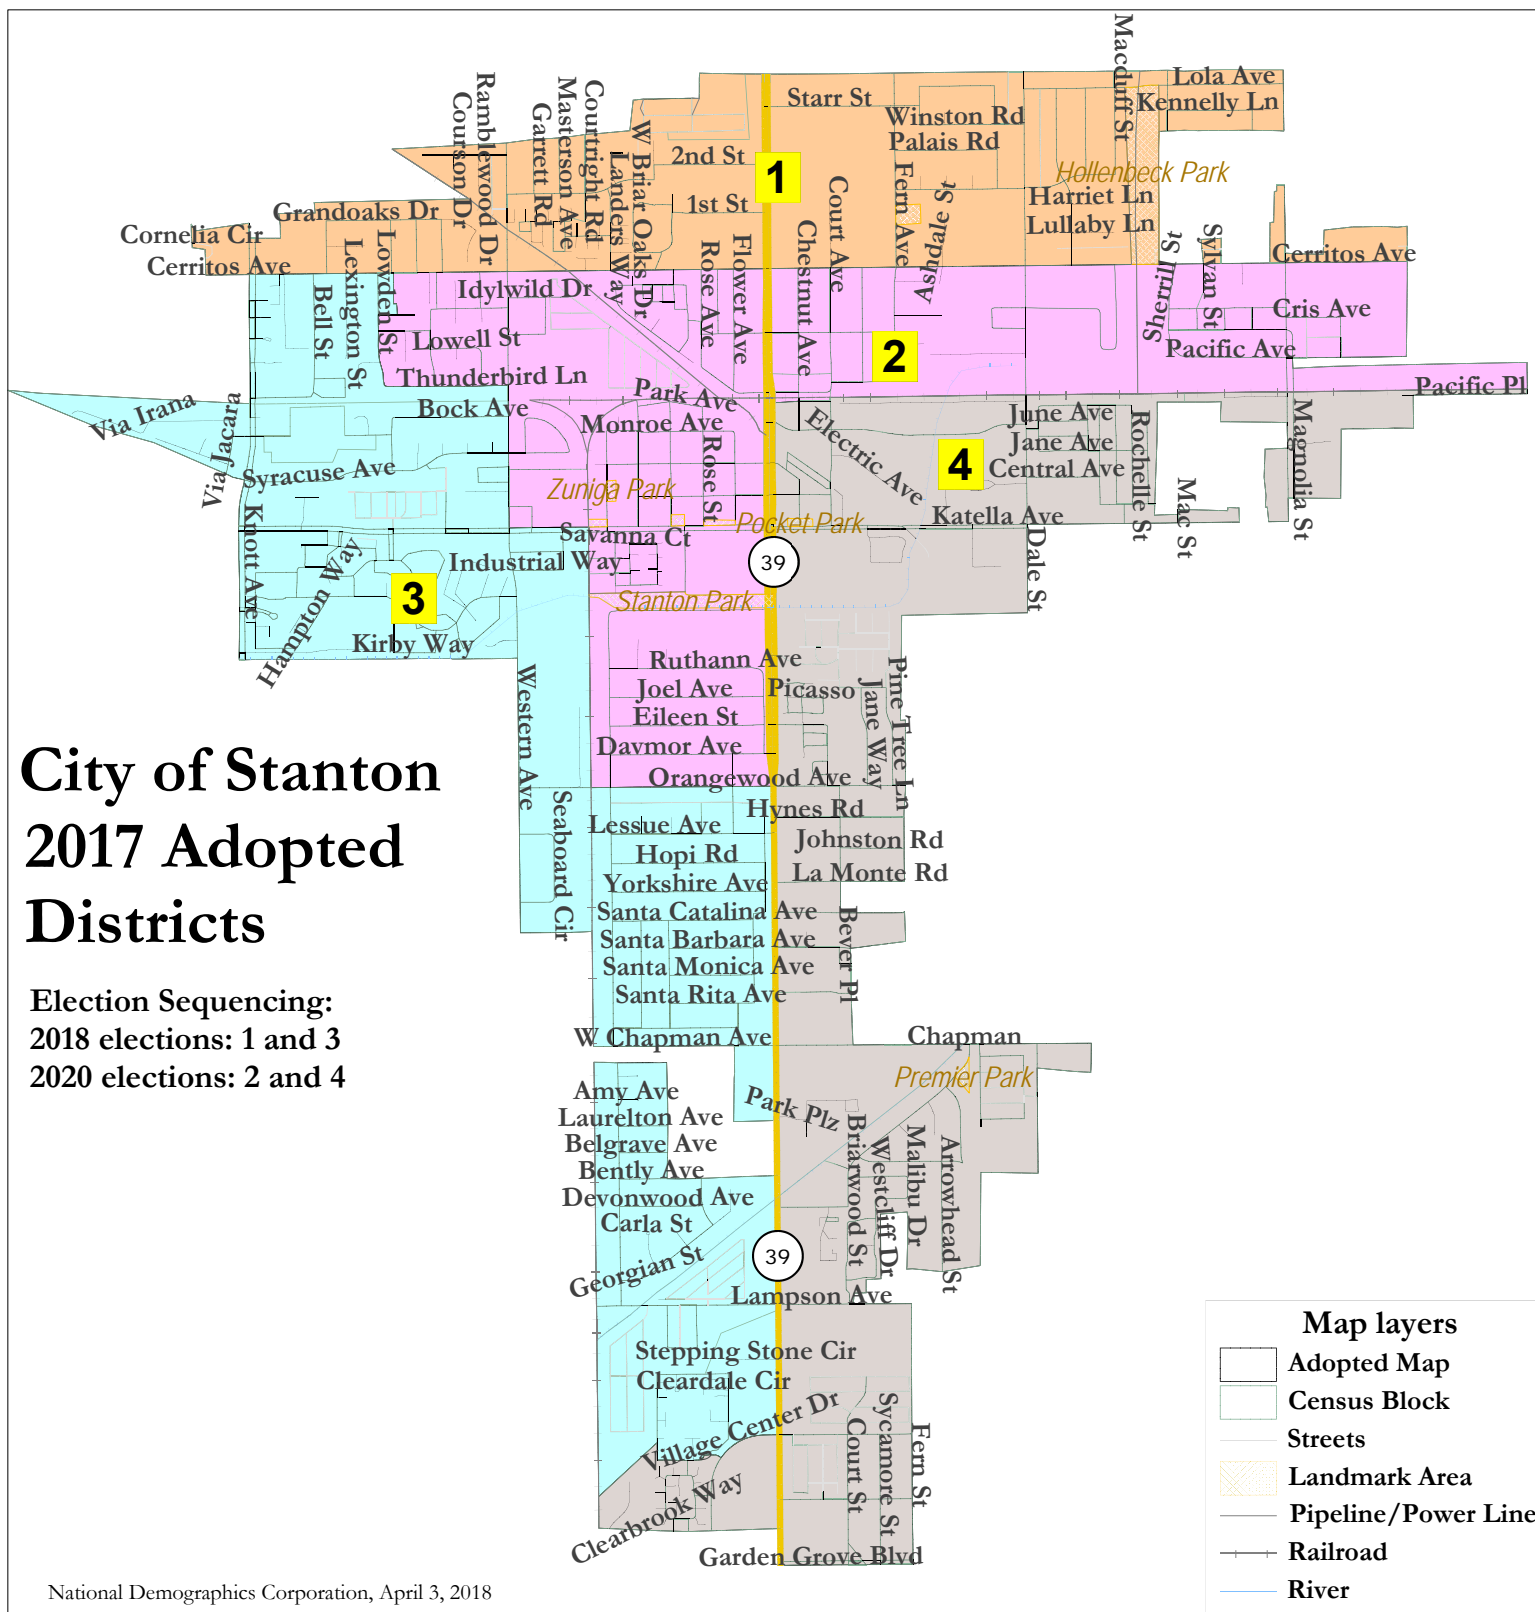 Macduff St
Lola Ave
Kennelly Ln
Starr St
Winston Rd
Palais Rd
Ramblewood Dr
Courson Dr
Garrett Rd
Masterson Ave
Courtright Rd
Landers Way
W Briar Oaks Dr
2nd St
1st St
1
Hollenbeck Park
Harriet Ln
Lullaby Ln
Fern Ave
Asdale St
Court Ave
Chestnut Ave
Flower Ave
Rose Ave
Grandoaks Dr
Cornelia Cir
Cerritos Ave
Cerritos Ave
Sherrill St
Sylvan St
Lowden St
Lexington St
Bell St
Idylwild Dr
Lowell St
Thunderbird Ln
Cris Ave
Pacific Ave
2
Park Ave
Pacific Pl
Bock Ave
Monroe Ave
Via Irana
Via Jacara
Syracuse Ave
Rose St
Electric Ave
June Ave
Jane Ave
Central Ave
4
Rochelle St
Mac St
Magnolia St
Zuniga Park
Pocket Park
Katella Ave
Dale St
Savanna Ct
Industrial Way
39
Knott Ave
Hampton Way
3
Kirby Way
Stanton Park
Ruthann Ave
Joel Ave
Picasso
Eileen St
Davmor Ave
Orangewood Ave
Jane Way
Pine Tree Ln
Western Ave
Seaboard Cir
City of Stanton
2017 Adopted
Districts
Hynes Rd
Lessue Ave
Johnston Rd
Hopi Rd
La Monte Rd
Yorkshire Ave
Santa Catalina Ave
Santa Barbara Ave
Santa Monica Ave
Santa Rita Ave
Bever Pl
Election Sequencing:
2018 elections: 1 and 3
2020 elections: 2 and 4
W Chapman Ave
Chapman
Premier Park
Amy Ave
Laurelton Ave
Belgrave Ave
Bently Ave
Devonwood Ave
Carla St
Georgian St
Park Plz
Briarwood St
Westcliff Dr
Malibu Dr
Arrowhead St
39
Lampson Ave
Stepping Stone Cir
Cleardale Cir
Village Center Dr
Clearbrook Way
Court St
Sycamore St
Fern St
Garden Grove Blvd
Map layers
Adopted Map
Census Block
Streets
Landmark Area
Pipeline/Power Line
Railroad
River
National Demographics Corporation, April 3, 2018